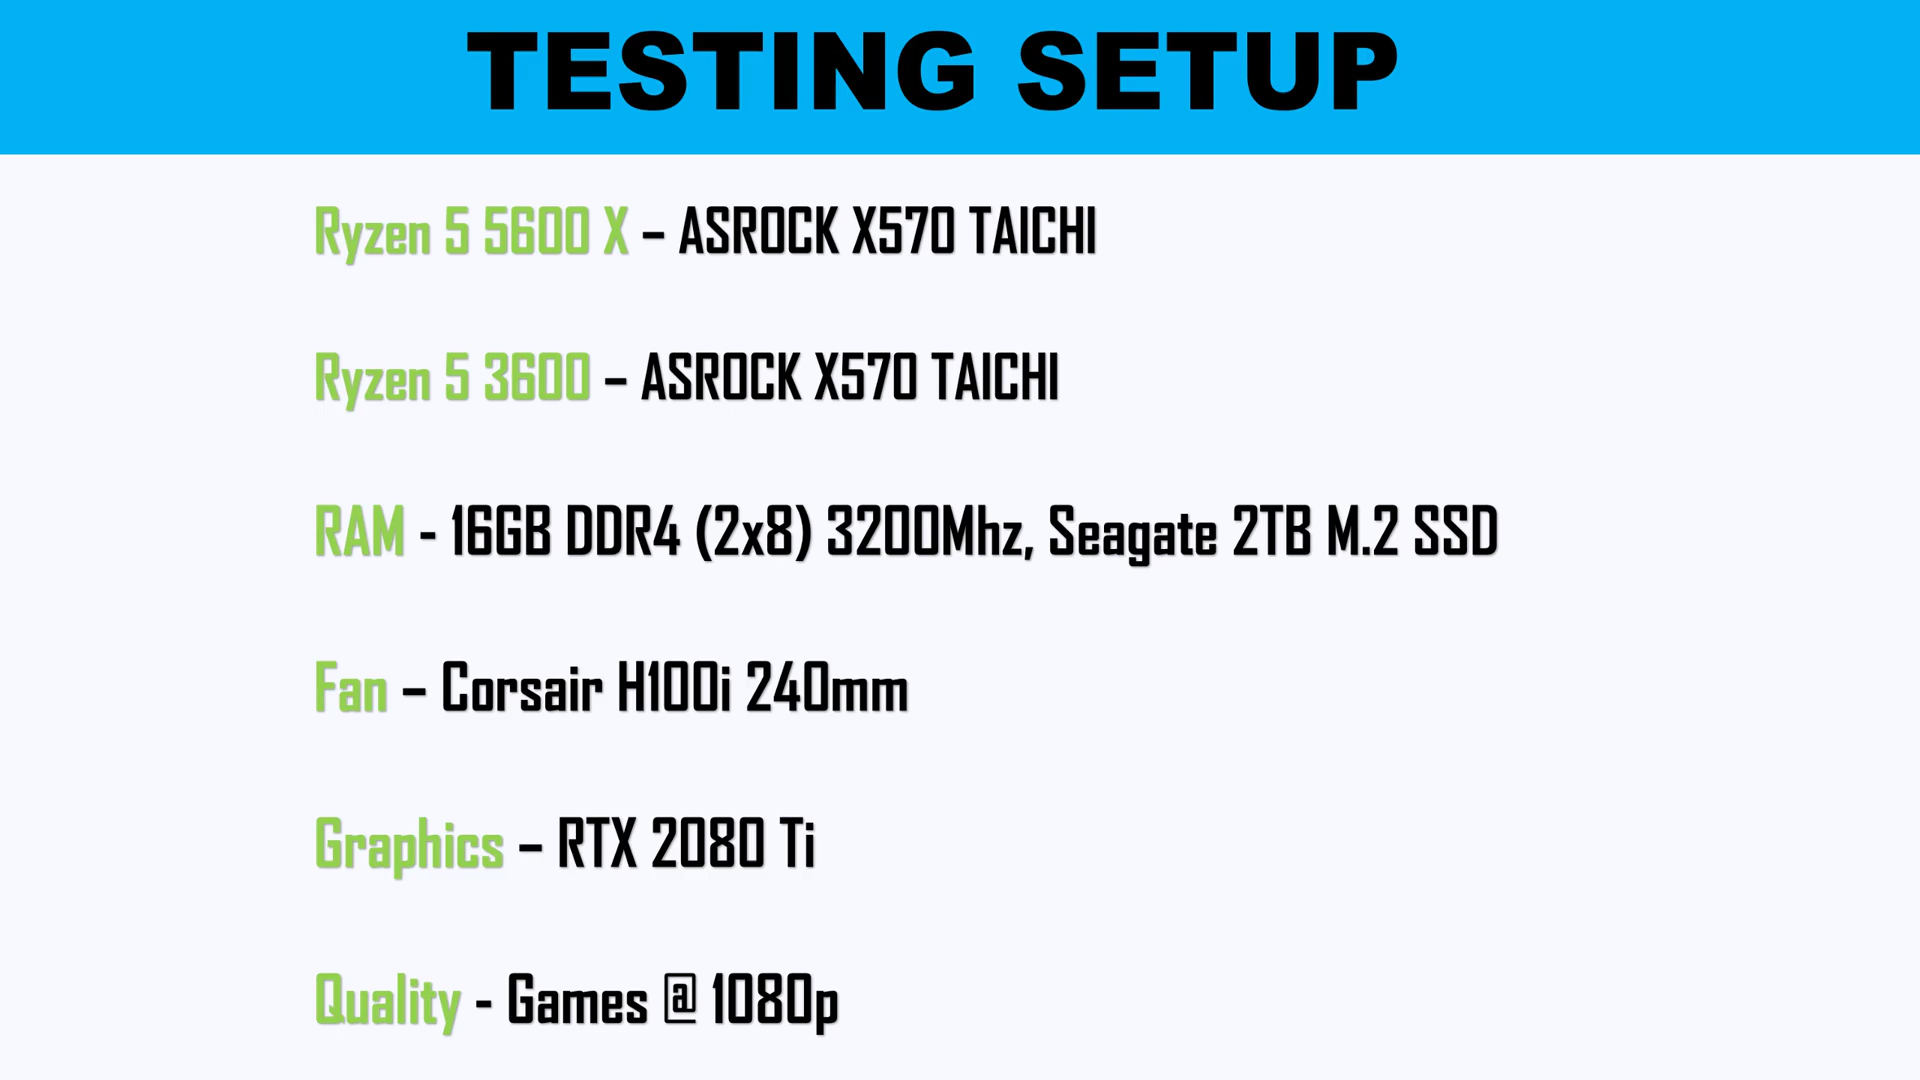 TESTING SETUP
Ryzen 5 5600 X – ASROCK X570 TAICHI
Ryzen 5 3600 – ASROCK X570 TAICHI
RAM - 16GB DDR4 (2x8) 3200Mhz, Seagate 2TB M.2 SSD
Fan – Corsair H100i 240mm
Graphics – RTX 2080 Ti
Quality - Games @ 1080p